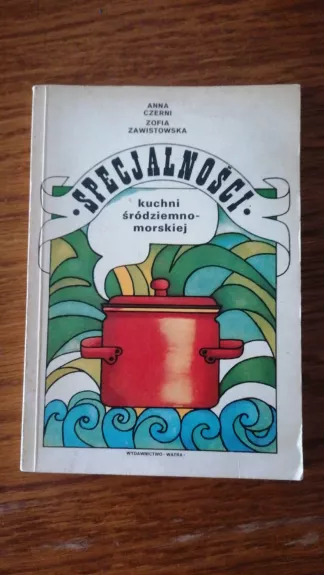 ANNA
CZERNI
ZOFIA
ZAWISTOWSKA
·SPECJALNOŚCI·
kuchni
śródziemno-
morskiej
WYDAWNICTWO „WATRA”